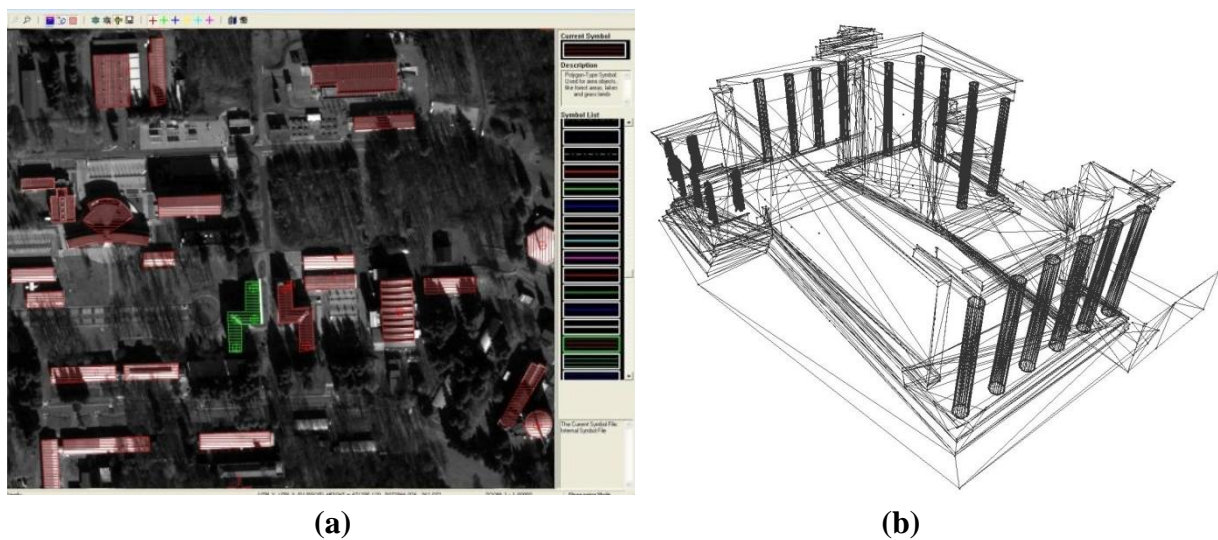 Current Symbol
Description
Polygon-Type Symbol:
Used for area objects,
like forest areas, lakes
and grass lands
Symbol List
The Current Symbol File:
Internal Symbol File
(a)
(b)